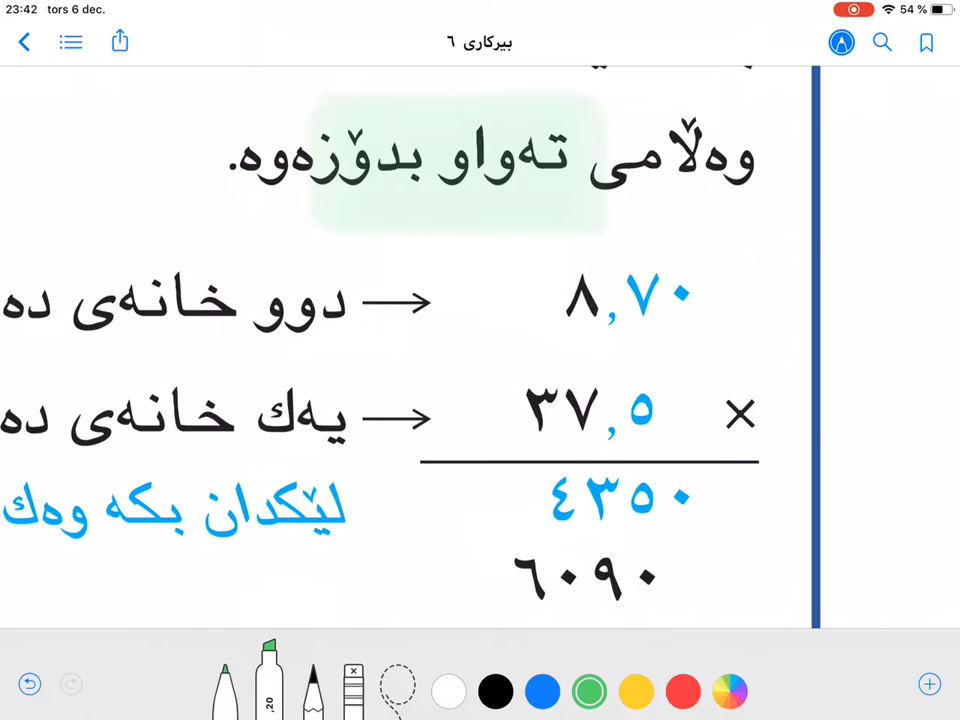 23:42 tors 6 dec. 54 %
بیرکاری ٦
وەڵامی تەواو بدۆزەوە.
٨,٧٠ ← دوو خانەی دە
× ٣٧,٥ ← یەك خانەی دە
٤٣٥٠ لێکدان بکە وەك
٦٠٩٠